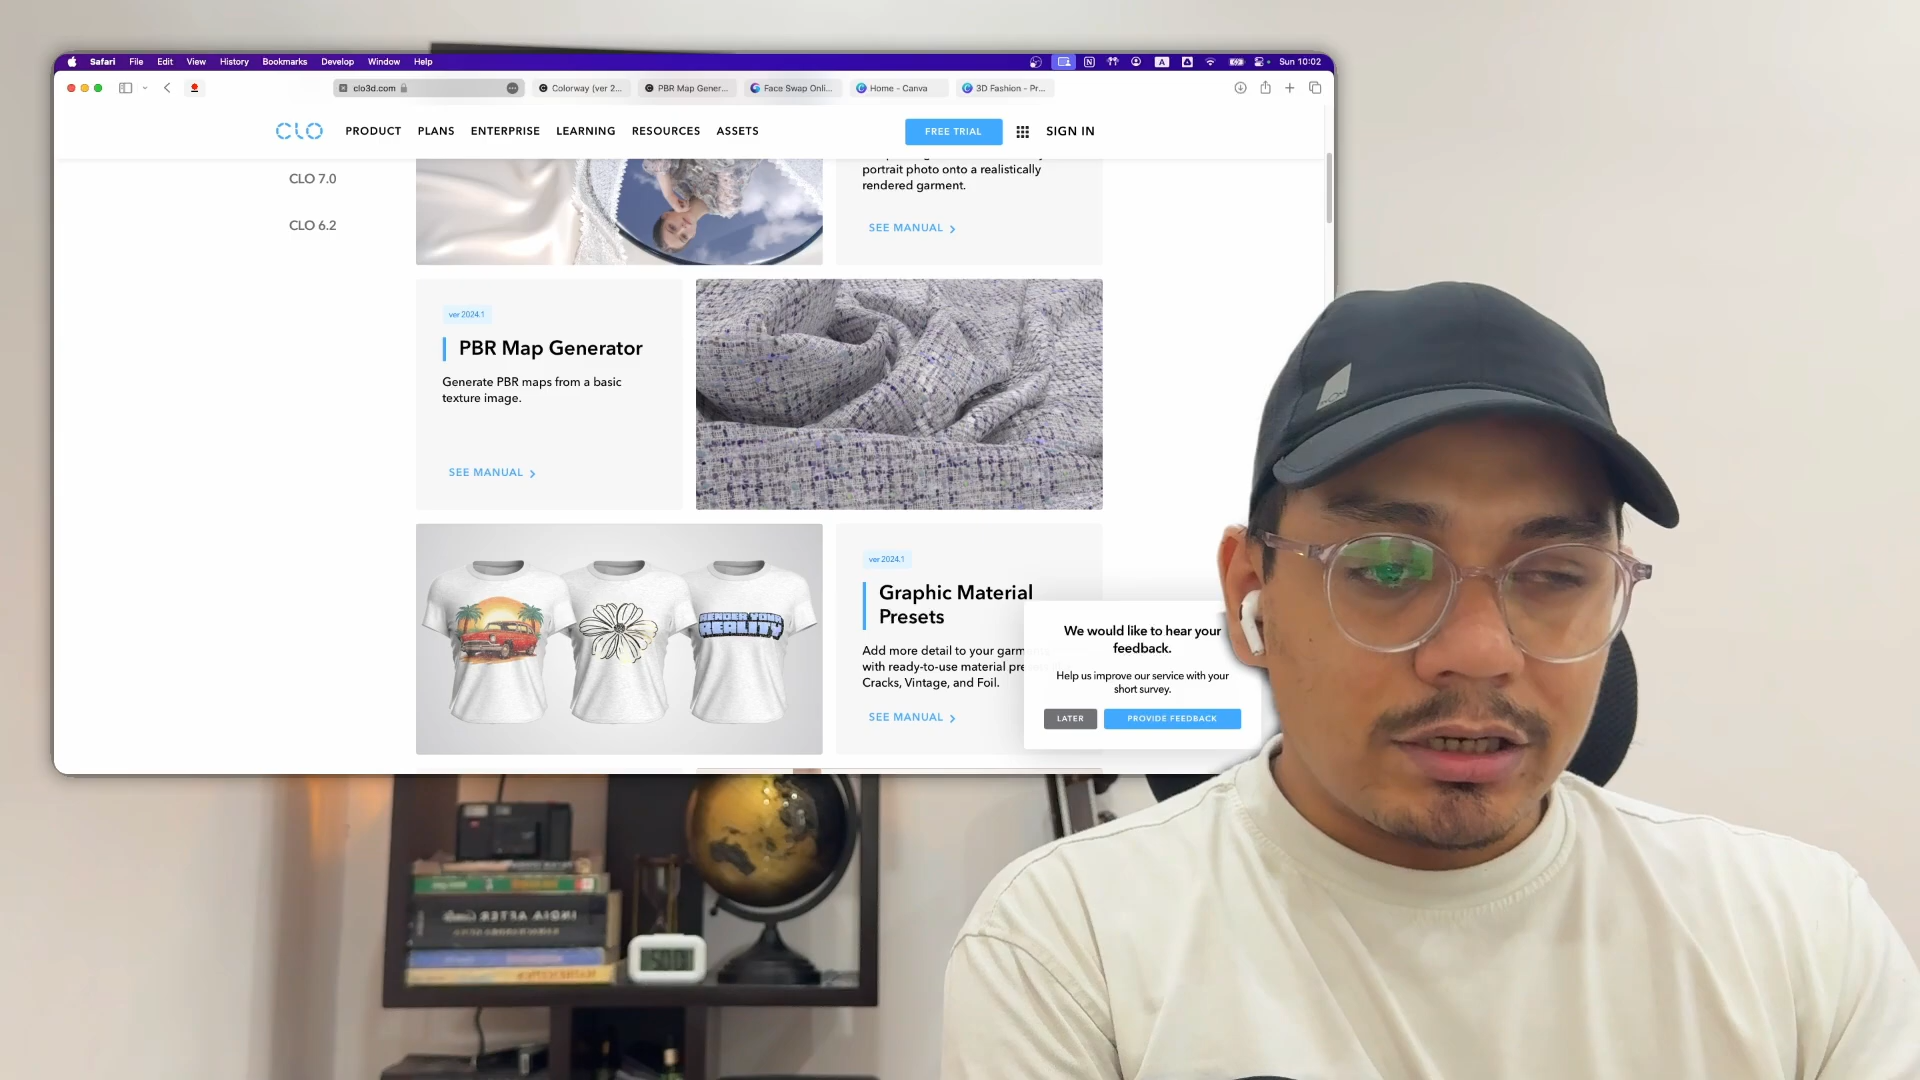 Safari File Edit View History Bookmarks Develop Window Help
Sun 10:02
clo3d.com
Colorway (ver 2...
PBR Map Gener...
Face Swap Onli...
Home - Canva
3D Fashion - Pr...
CLO
PRODUCT PLANS ENTERPRISE LEARNING RESOURCES ASSETS
FREE TRIAL
SIGN IN
CLO 7.0
CLO 6.2
portrait photo onto a realistically
rendered garment.
SEE MANUAL
ver 2024.1
PBR Map Generator
Generate PBR maps from a basic
texture image.
SEE MANUAL
RENDER YOUR
REALITY
ver 2024.1
Graphic Material
Presets
Add more detail to your garm
with ready-to-use material pre
Cracks, Vintage, and Foil.
SEE MANUAL
We would like to hear your
feedback.
Help us improve our service with your
short survey.
LATER
PROVIDE FEEDBACK
INDIA AFTER